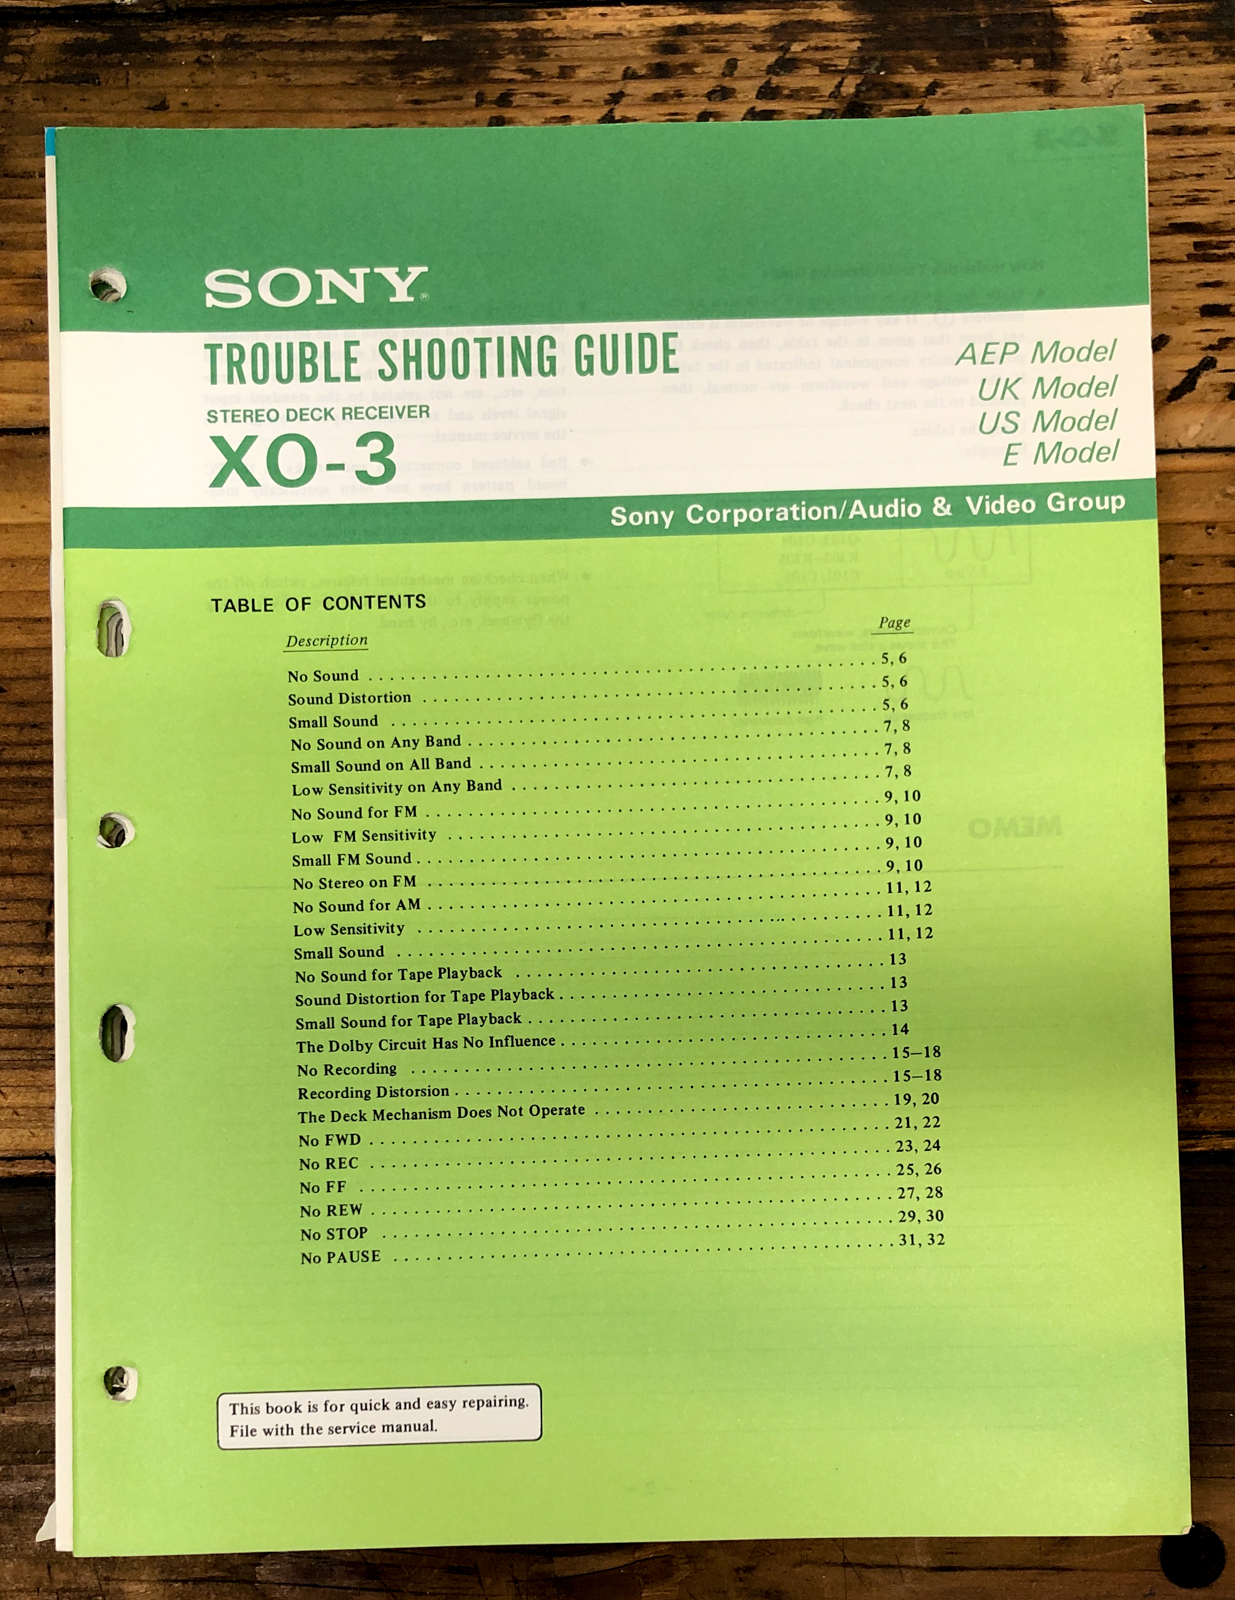 SONY®
TROUBLE SHOOTING GUIDE
STEREO DECK RECEIVER
XO-3
AEP Model
UK Model
US Model
E Model
Sony Corporation/Audio & Video Group
TABLE OF CONTENTS
Description Page
No Sound 5, 6
Sound Distortion 5, 6
Small Sound 5, 6
No Sound on Any Band 7, 8
Small Sound on All Band 7, 8
Low Sensitivity on Any Band 7, 8
No Sound for FM 9, 10
Low FM Sensitivity 9, 10
Small FM Sound 9, 10
No Stereo on FM 9, 10
No Sound for AM 11, 12
Low Sensitivity 11, 12
Small Sound 11, 12
No Sound for Tape Playback 13
Sound Distortion for Tape Playback 13
Small Sound for Tape Playback 13
The Dolby Circuit Has No Influence 14
No Recording 15–18
Recording Distorsion 15–18
The Deck Mechanism Does Not Operate 19, 20
No FWD 21, 22
No REC 23, 24
No FF 25, 26
No REW 27, 28
No STOP 29, 30
No PAUSE 31, 32
This book is for quick and easy repairing.
File with the service manual.